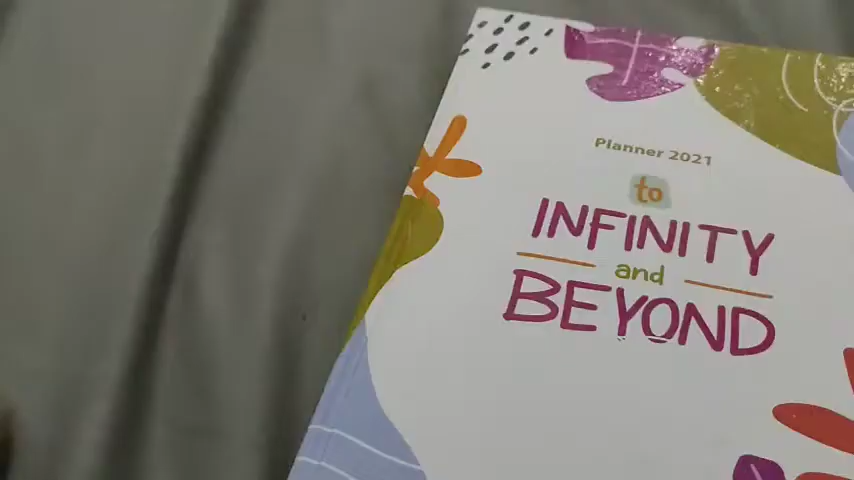 Planner 2021
to
INFINITY
and
BEYOND